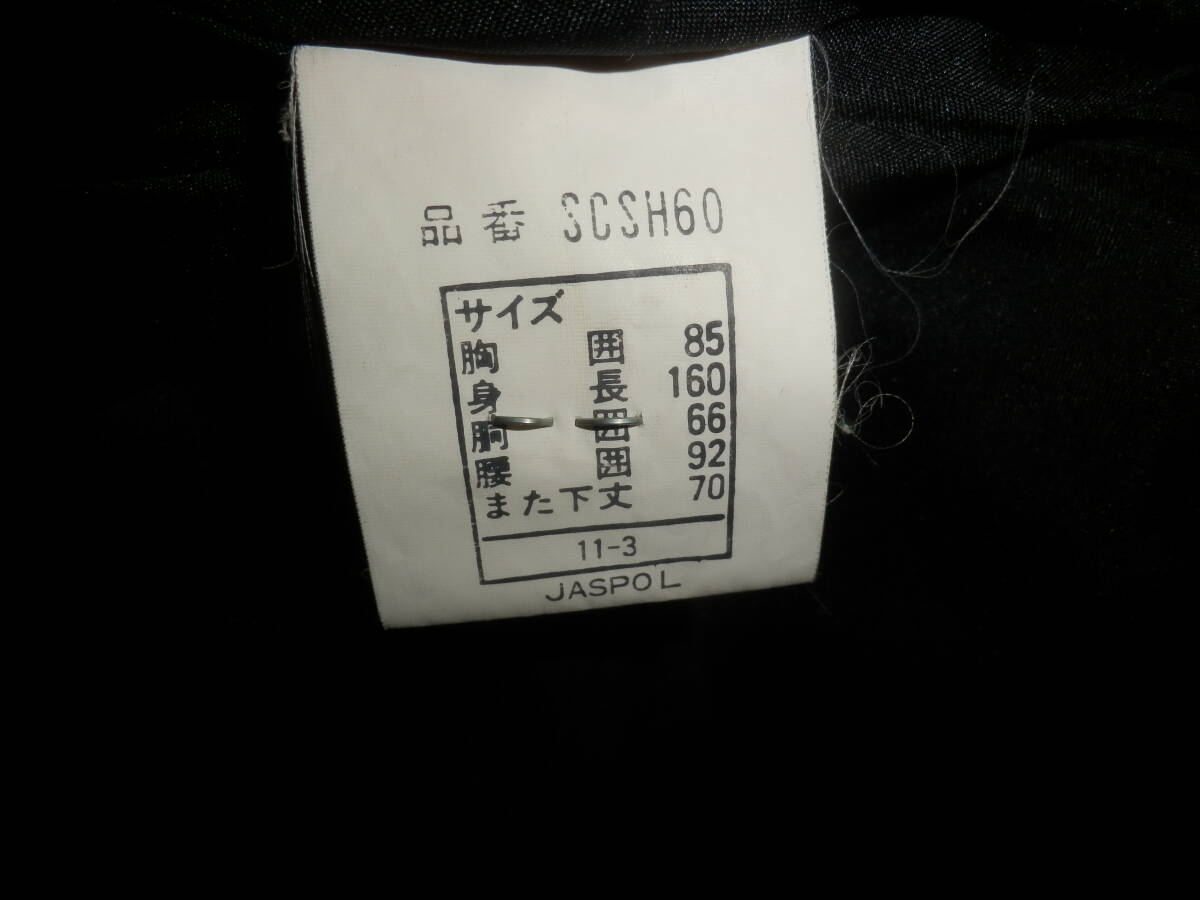 品番 SCSH60
サイズ
胸囲 85
身長 160
胴囲 66
腰囲 92
また下丈 70
11-3
JASPOL